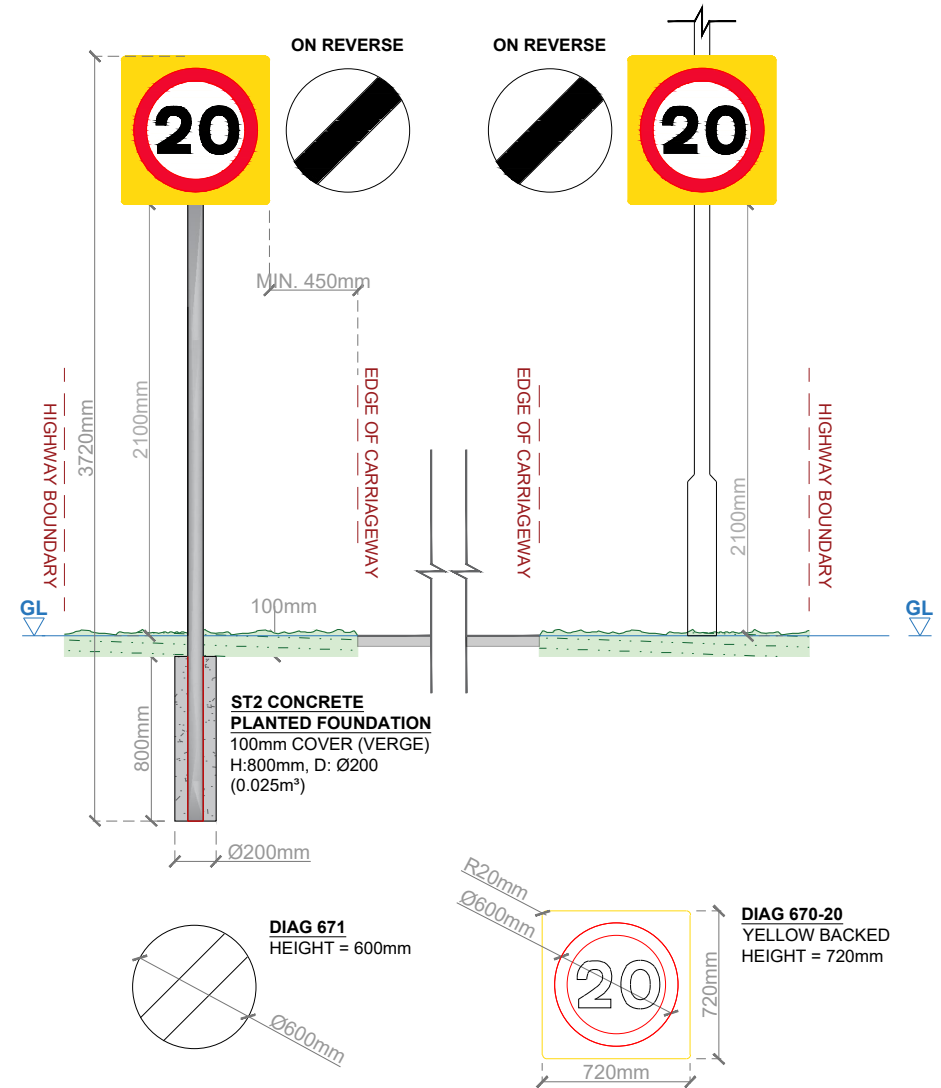 ON REVERSE
ON REVERSE
20
20
MIN. 450mm
HIGHWAY BOUNDARY
3720mm
2100mm
EDGE OF CARRIAGEWAY
EDGE OF CARRIAGEWAY
2100mm
HIGHWAY BOUNDARY
GL
100mm
GL
800mm
ST2 CONCRETE
PLANTED FOUNDATION
100mm COVER (VERGE)
H:800mm, D: Ø200
(0.025m³)
Ø200mm
DIAG 671
HEIGHT = 600mm
Ø600mm
R20mm
Ø600mm
20
720mm
720mm
DIAG 670-20
YELLOW BACKED
HEIGHT = 720mm